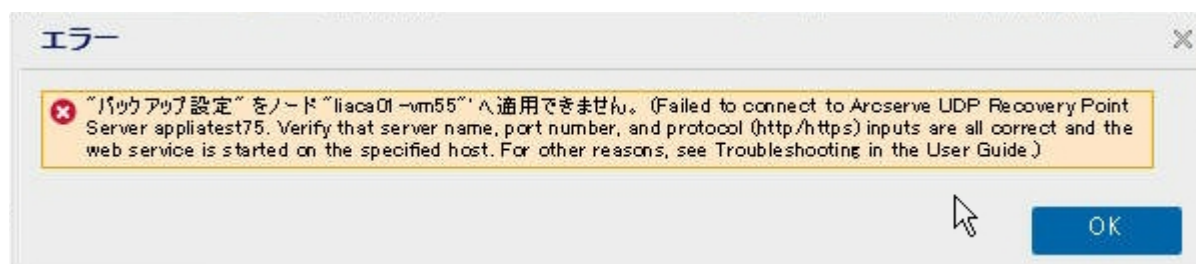 エラー
"バックアップ設定" をノード "liaca01-vm55"' へ適用できません。 (Failed to connect to Arcserve UDP Recovery Point
Server appliatest75. Verify that server name, port number, and protocol (http/https) inputs are all correct and the
web service is started on the specified host. For other reasons, see Troubleshooting in the User Guide.)
OK